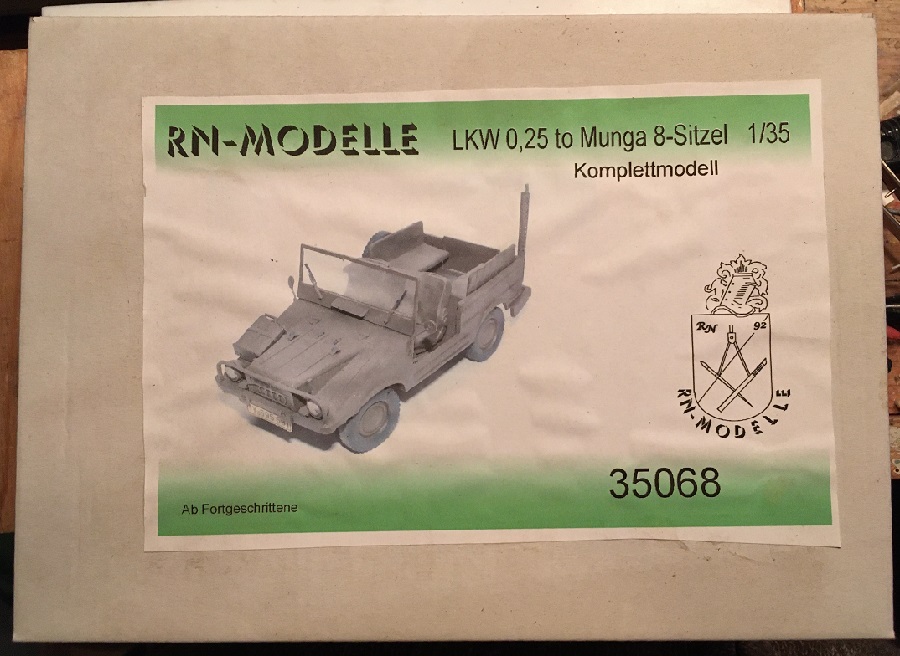 RN-MODELLE LKW 0,25 to Munga 8-Sitzel 1/35
Komplettmodell
RN 92
RN-MODELLE
35068
Ab Fortgeschrittene